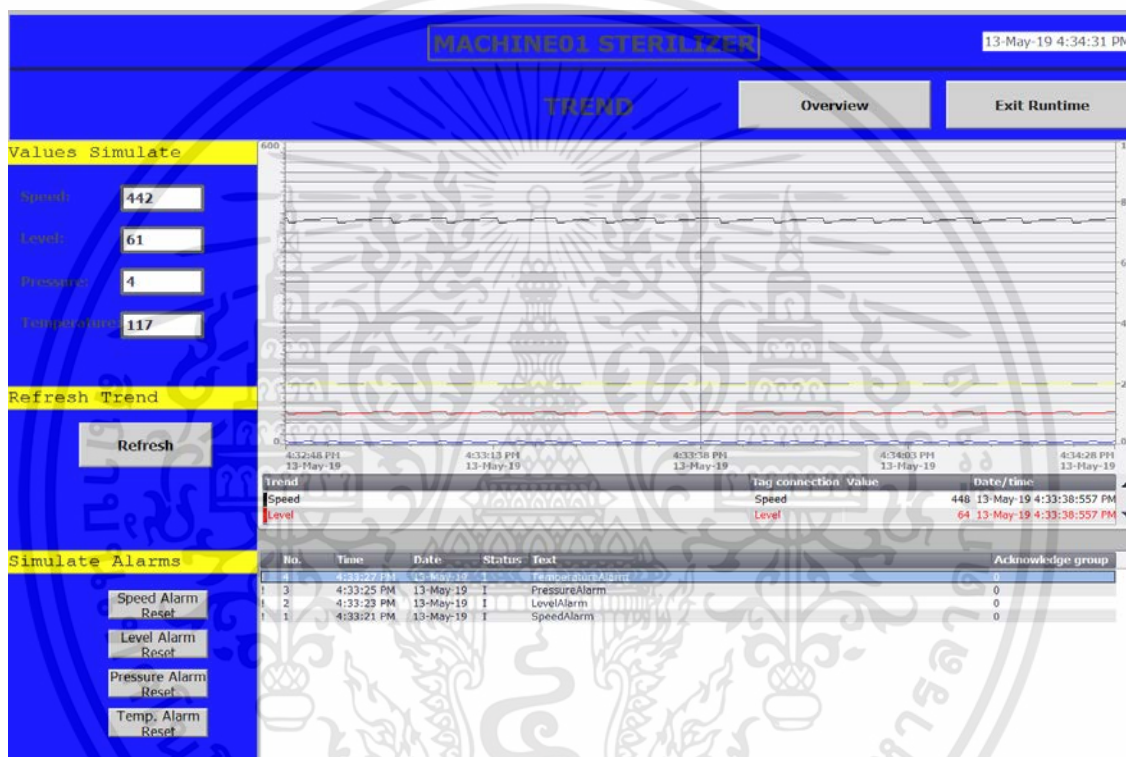 MACHINE01 STERILIZER
13-May-19 4:34:31 PM
TREND
Overview
Exit Runtime
Values Simulate
Speed: 442
Level: 61
Pressure: 4
Temperature: 117
Refresh Trend
Refresh
600
0
4:32:48 PM 4:33:13 PM 4:33:38 PM 4:34:03 PM 4:34:28 PM
13-May-19 13-May-19 13-May-19 13-May-19 13-May-19
Trend Tag connection Value Date/time
Speed Speed 448 13-May-19 4:33:38:557 PM
Level Level 64 13-May-19 4:33:38:557 PM
Simulate Alarms
No. Time Date Status Text Acknowledge group
4 4:33:27 PM I TemperatureAlarm 0
! 3 4:33:25 PM 13-May-19 I PressureAlarm 0
! 2 4:33:23 PM 13-May-19 I LevelAlarm 0
! 1 4:33:21 PM 13-May-19 I SpeedAlarm 0
Speed Alarm
Reset
Level Alarm
Reset
Pressure Alarm
Reset
Temp. Alarm
Reset